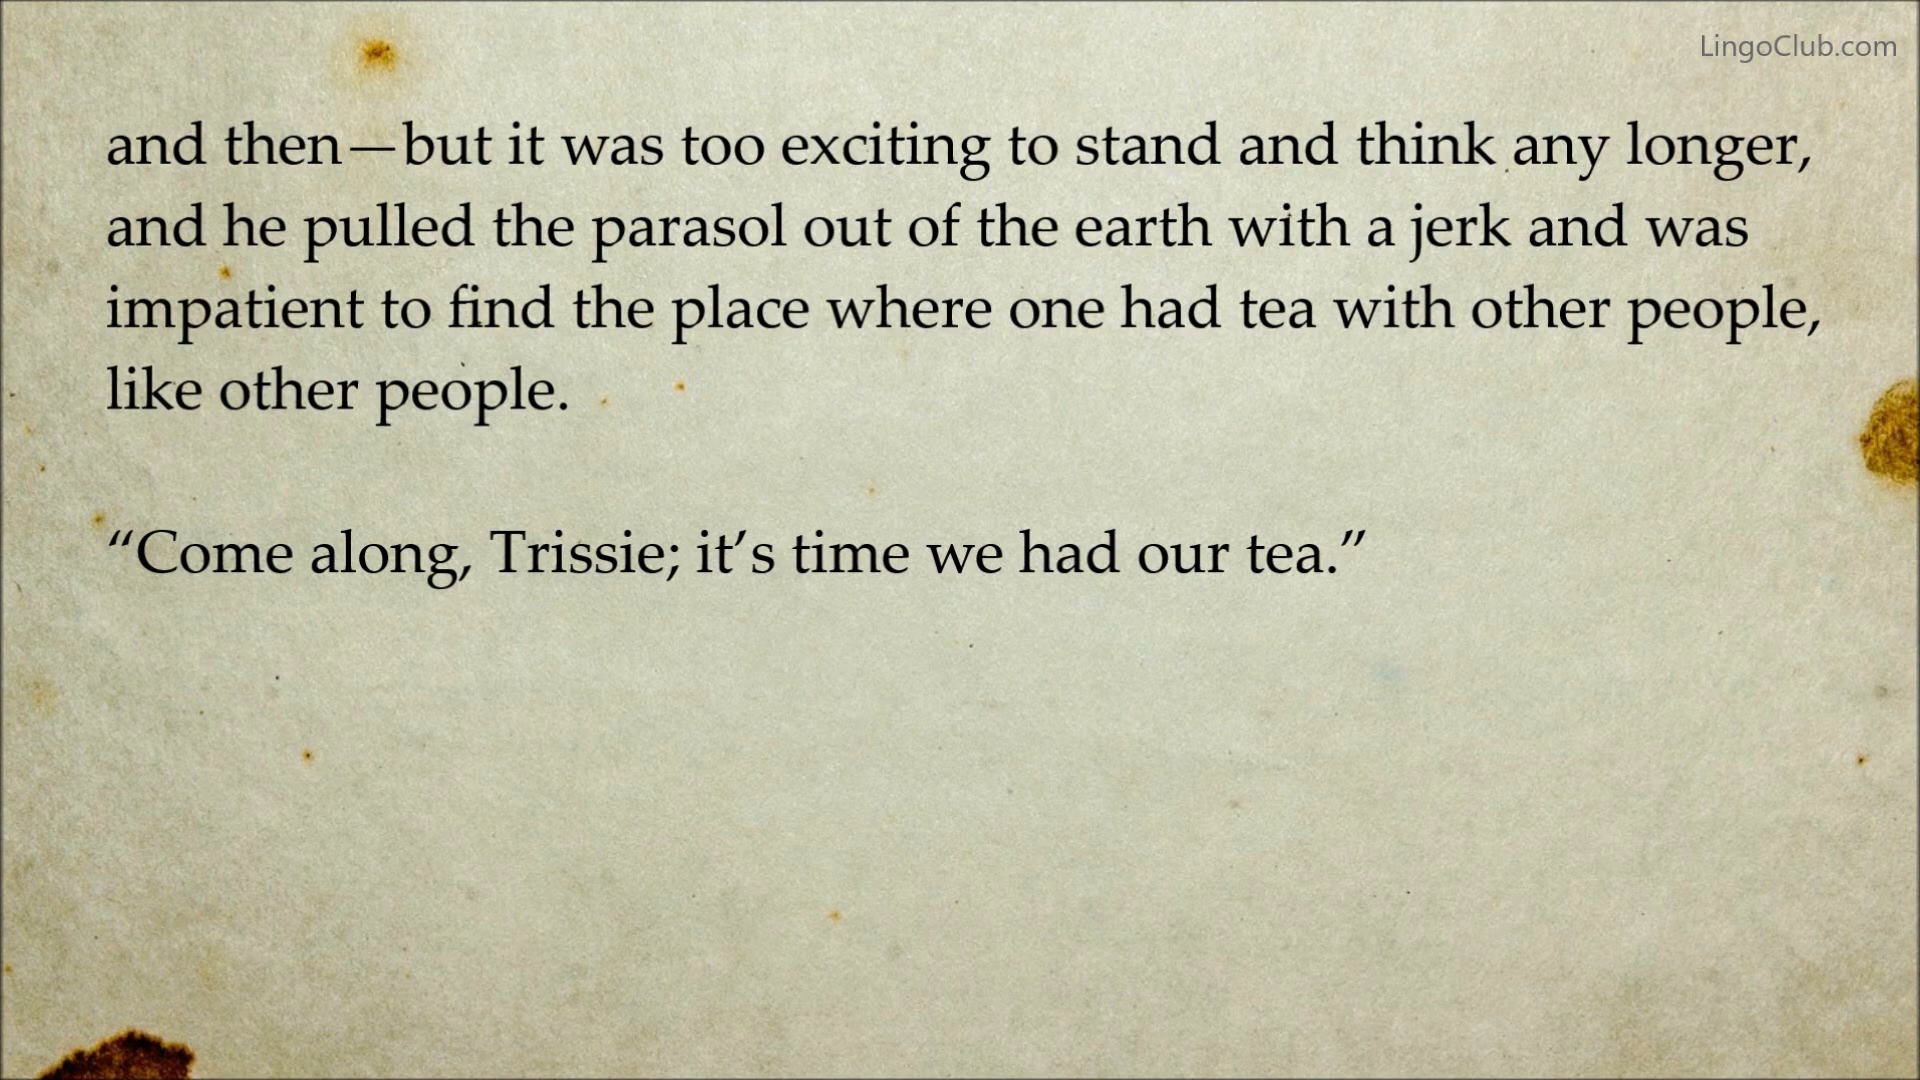 LingoClub.com
and then—but it was too exciting to stand and think any longer,
and he pulled the parasol out of the earth with a jerk and was
impatient to find the place where one had tea with other people,
like other people.
“Come along, Trissie; it’s time we had our tea.”